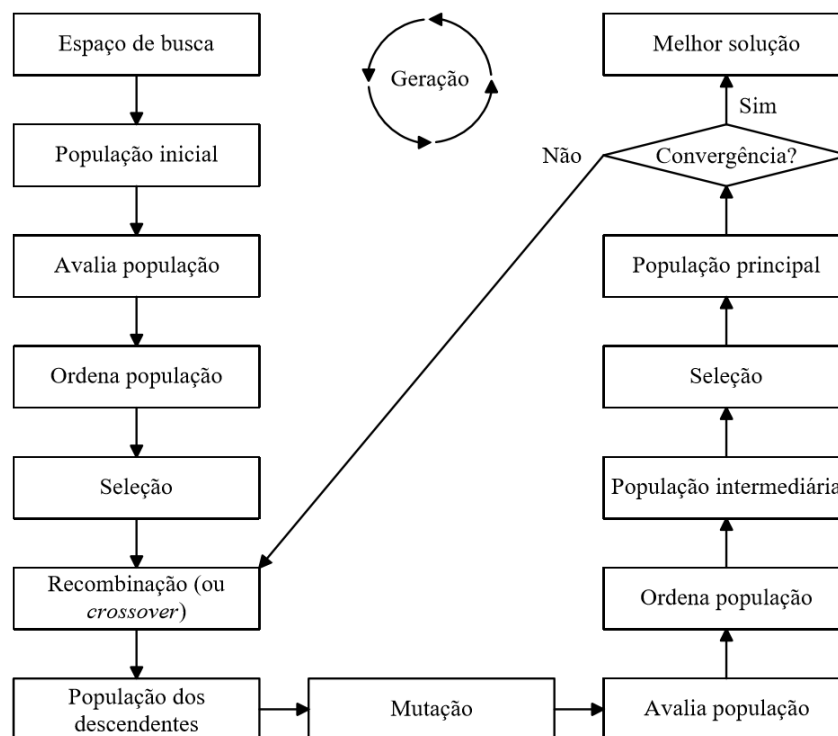 Espaço de busca
População inicial
Avalia população
Ordena população
Seleção
Recombinação (ou
crossover)
População dos
descendentes
Mutação
Avalia população
Ordena população
População intermediária
Seleção
População principal
Convergência?
Não
Sim
Melhor solução
Geração